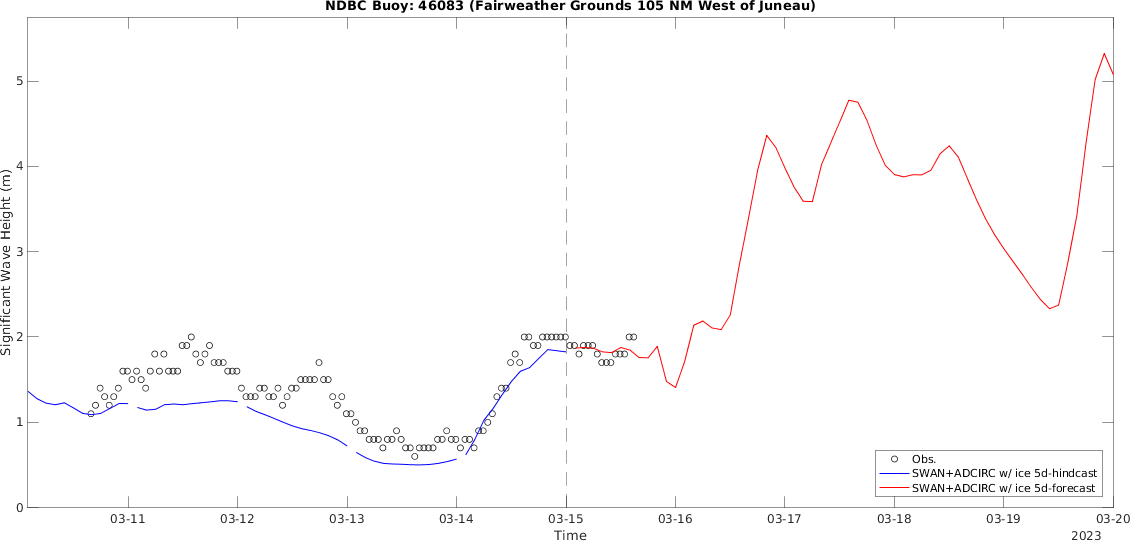 NDBC Buoy: 46083 (Fairweather Grounds 105 NM West of Juneau)
Significant Wave Height (m)
5
4
3
2
1
0
Obs.
SWAN+ADCIRC w/ ice 5d-hindcast
SWAN+ADCIRC w/ ice 5d-forecast
03-11 03-12 03-13 03-14 03-15 03-16 03-17 03-18 03-19 03-20
Time
2023